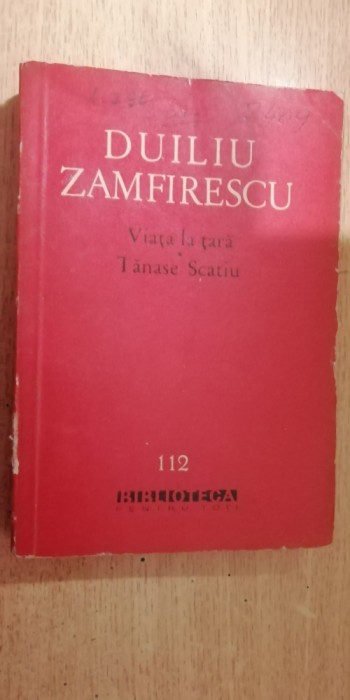 DUILIU
ZAMFIRESCU
Viața la țară
Tănase Scatiu
112
BIBLIOTECA
PENTRU TOȚI